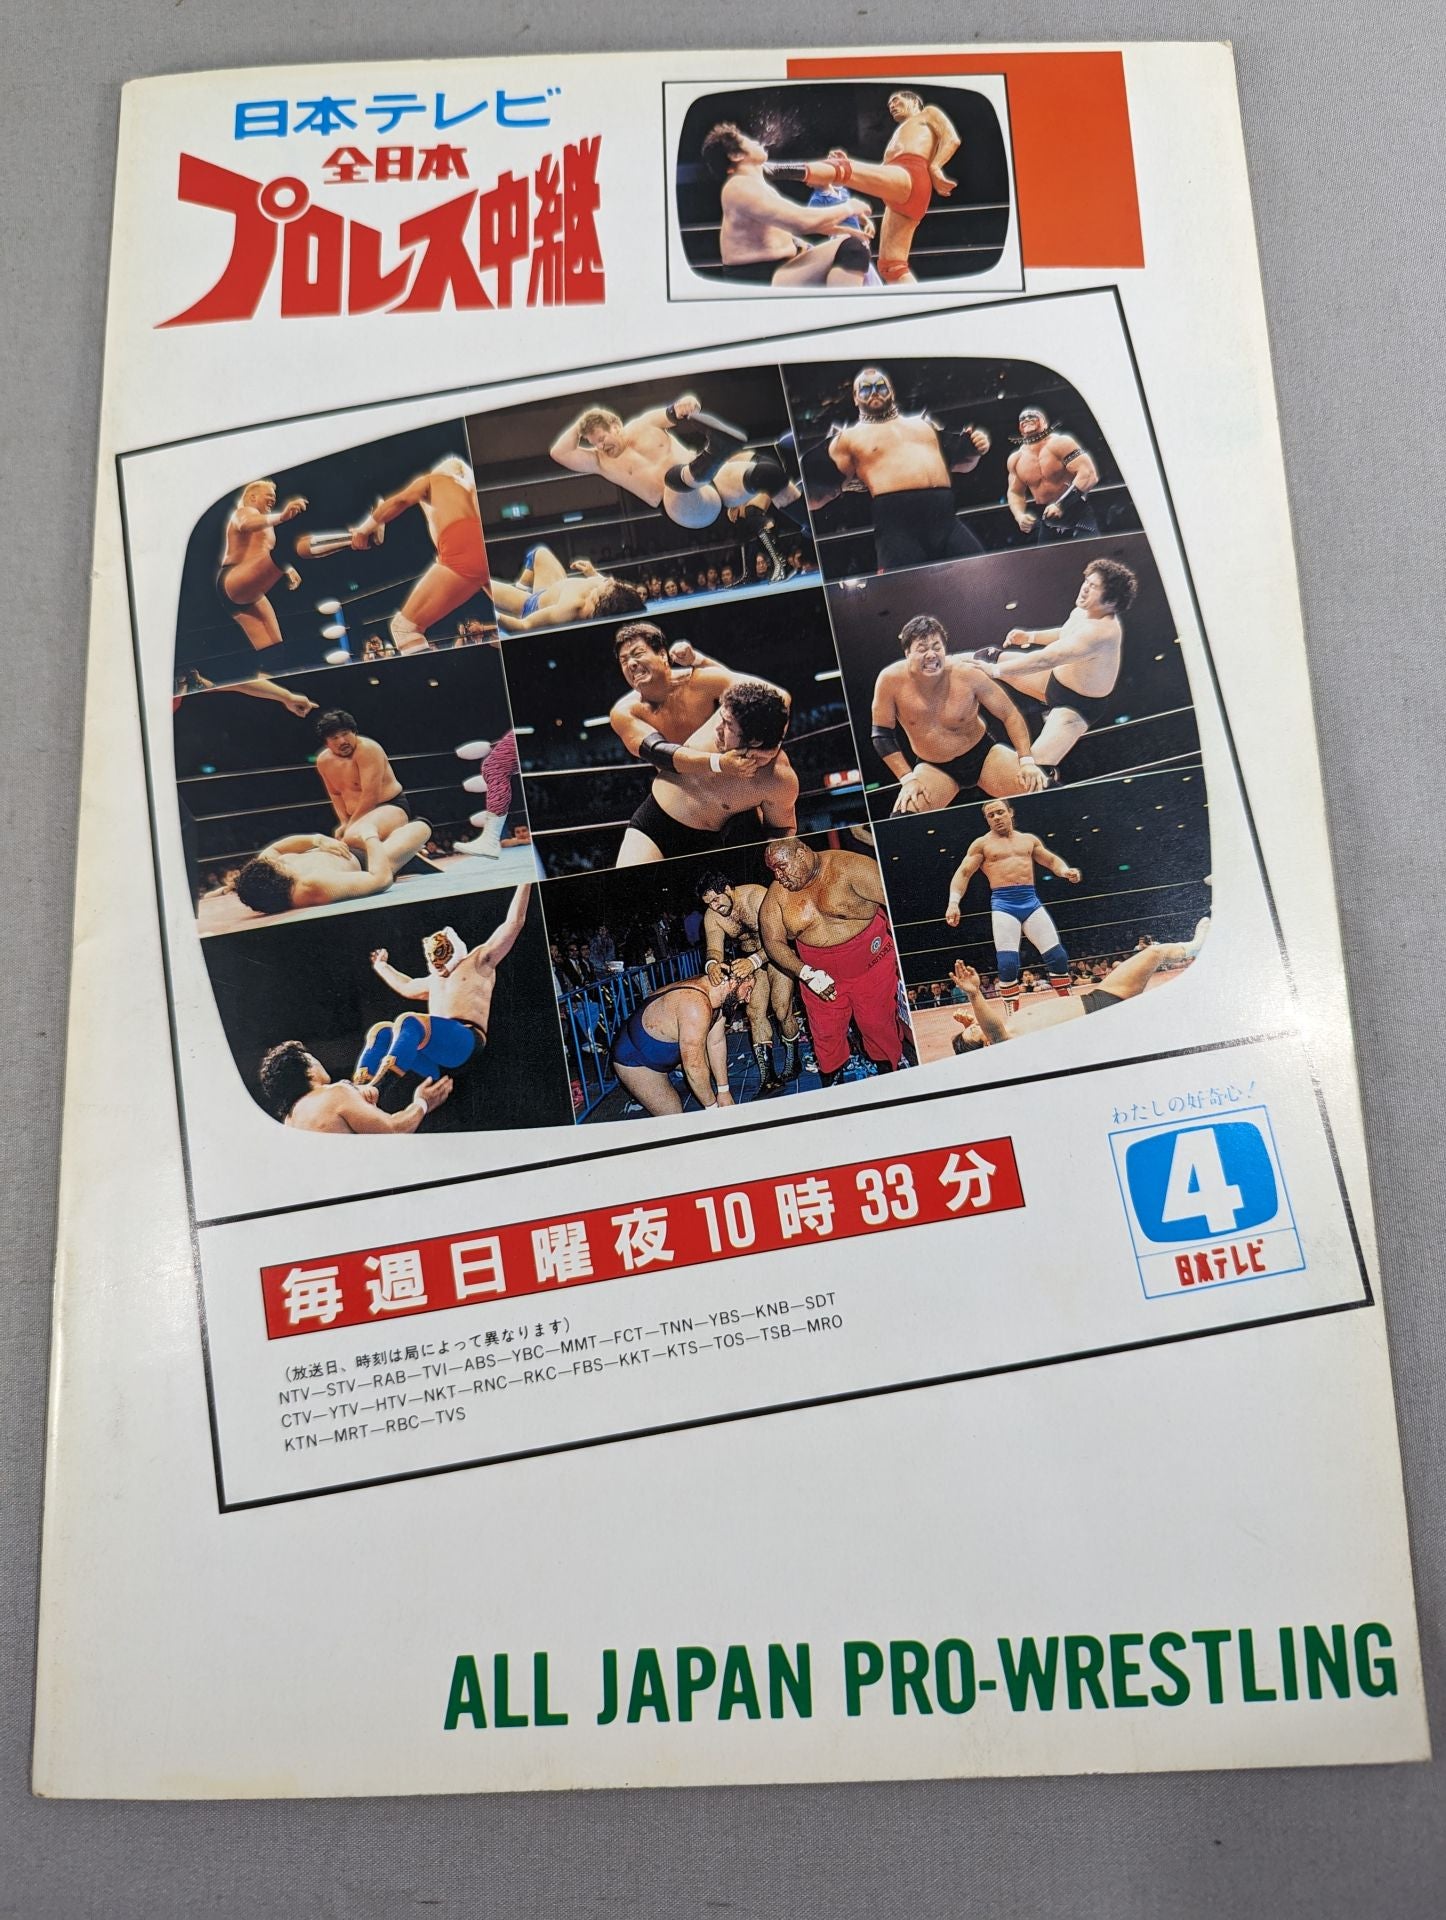 日本テレビ
全日本
プロレス中継
わたしの好奇心!
4
日本テレビ
毎週日曜夜10時33分
(放送日、時刻は局によって異なります)
NTV—STV—RAB—TVI—ABS—YBC—MMT—FCT—TNN—YBS—KNB—SDT
CTV—YTV—HTV—NKT—RNC—RKC—FBS—KKT—KTS—TOS—TSB—MRO
KTN—MRT—RBC—TVS
ALL JAPAN PRO-WRESTLING